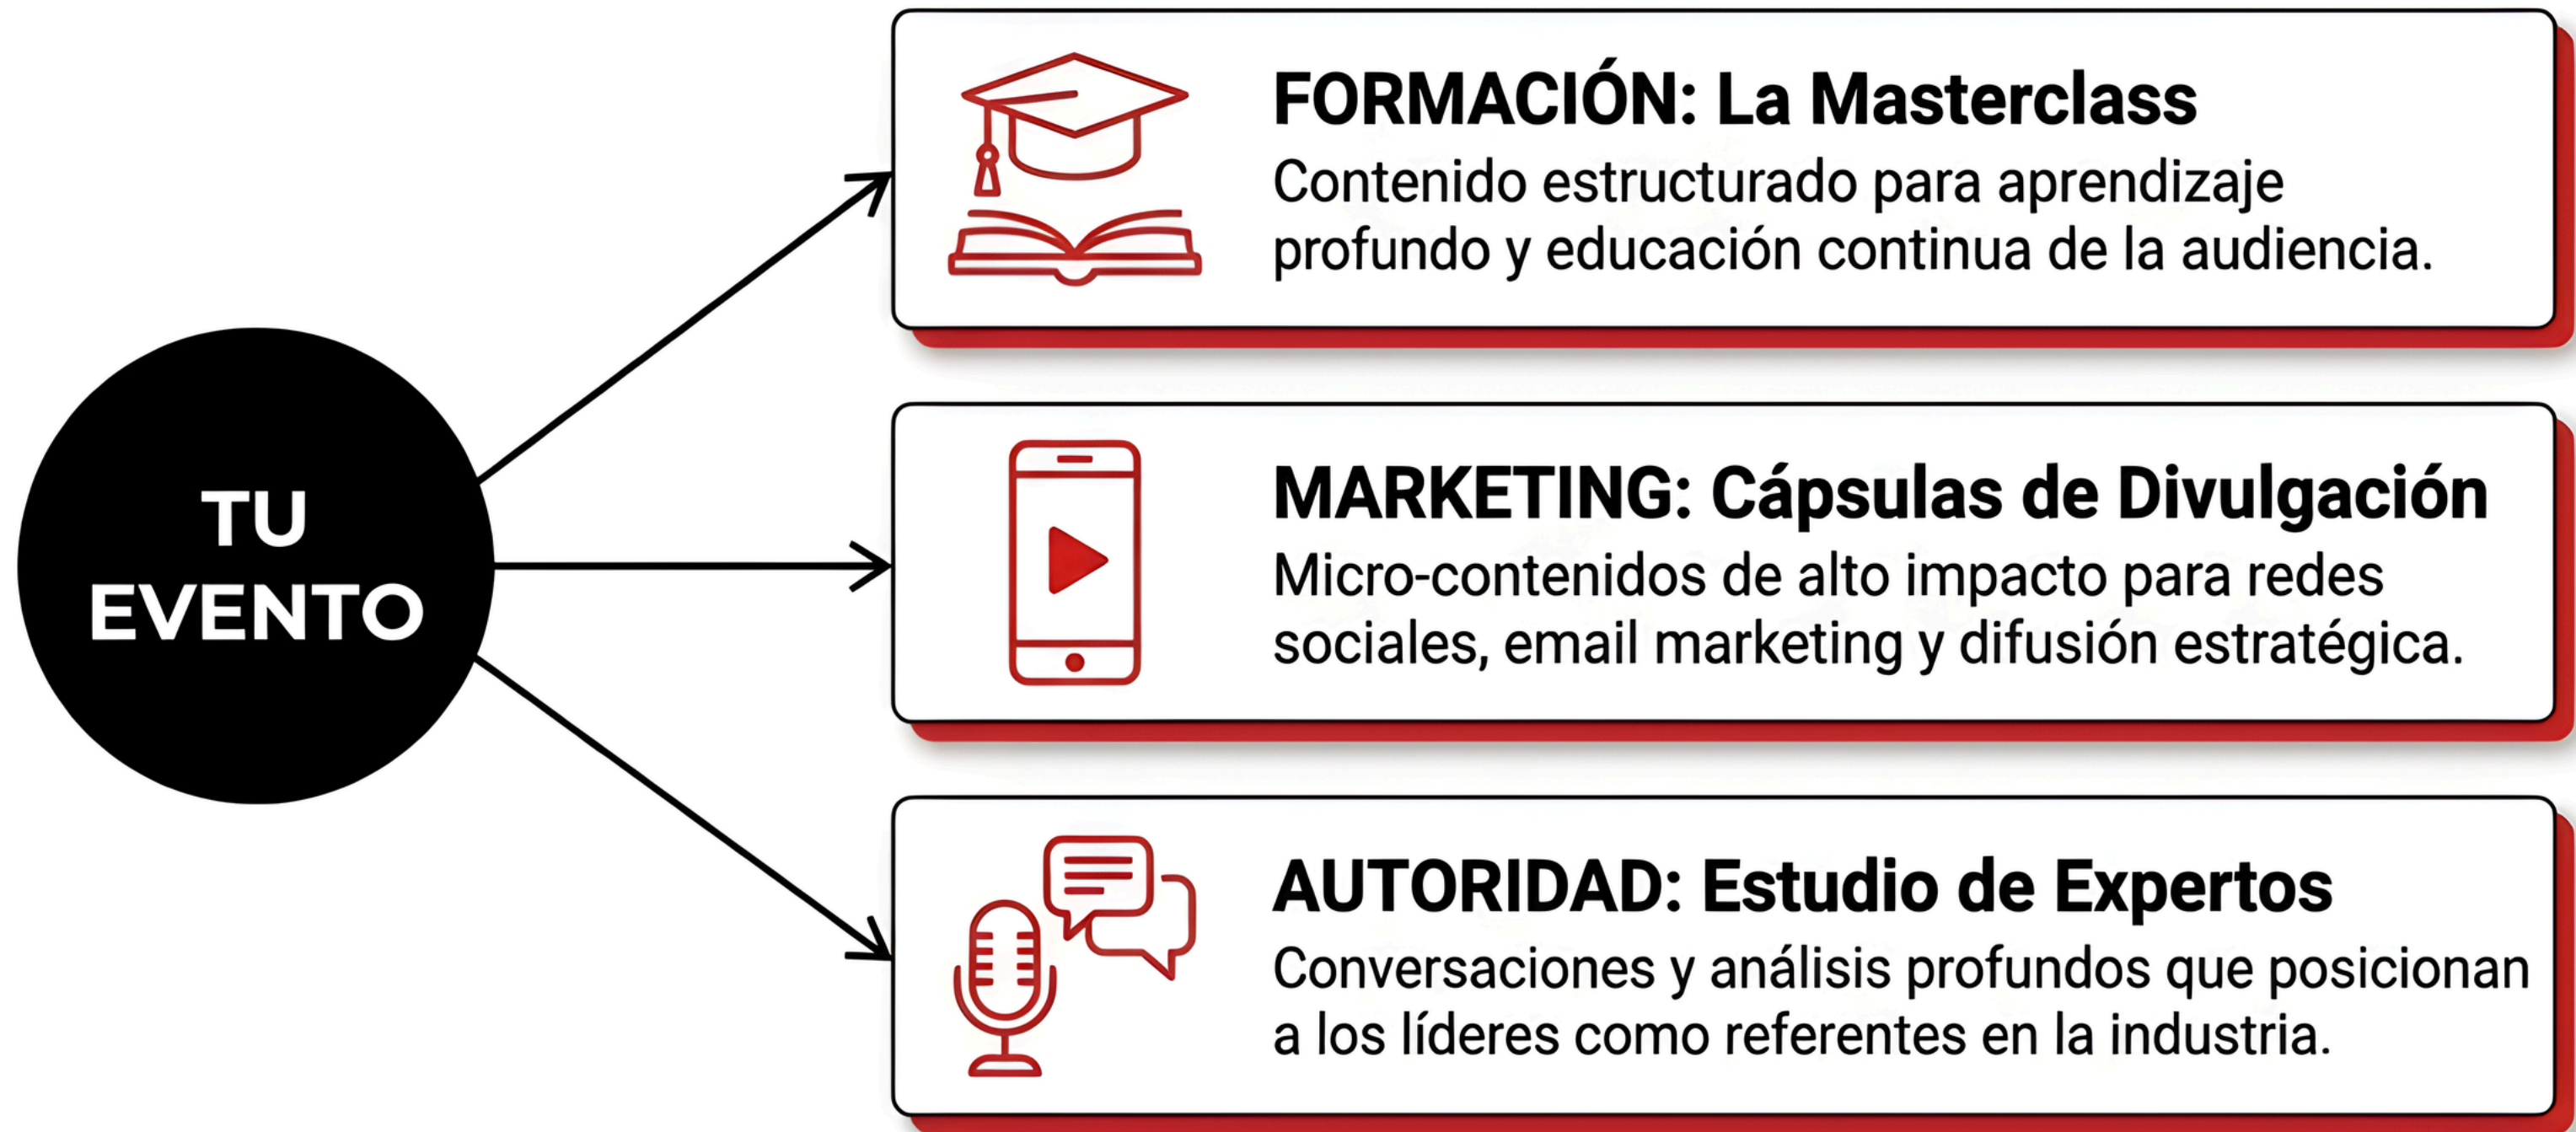 TU
EVENTO
FORMACIÓN: La Masterclass
Contenido estructurado para aprendizaje
profundo y educación continua de la audiencia.
MARKETING: Cápsulas de Divulgación
Micro-contenidos de alto impacto para redes
sociales, email marketing y difusión estratégica.
AUTORIDAD: Estudio de Expertos
Conversaciones y análisis profundos que posicionan
a los líderes como referentes en la industria.